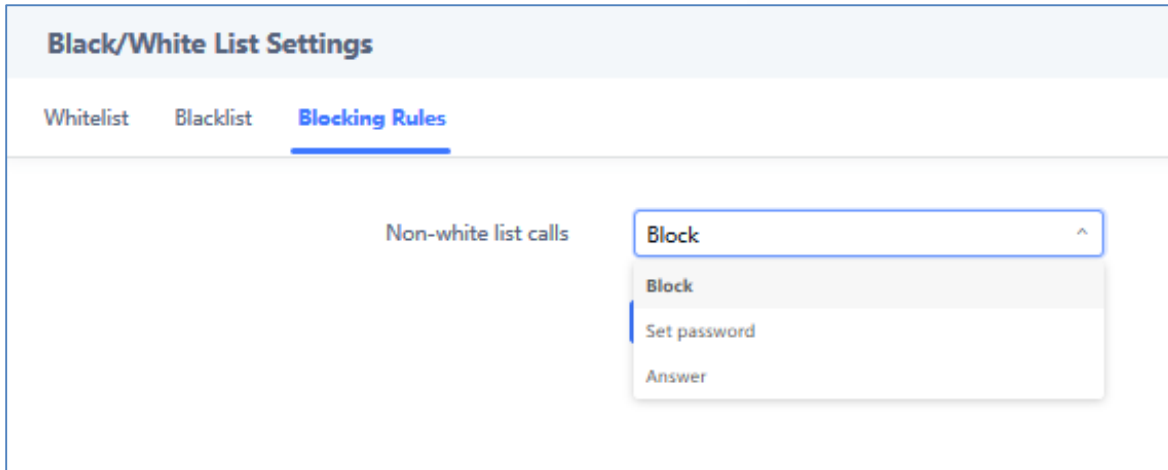 Black/White List Settings
Whitelist Blacklist Blocking Rules
Non-white list calls Block
Block
Set password
Answer